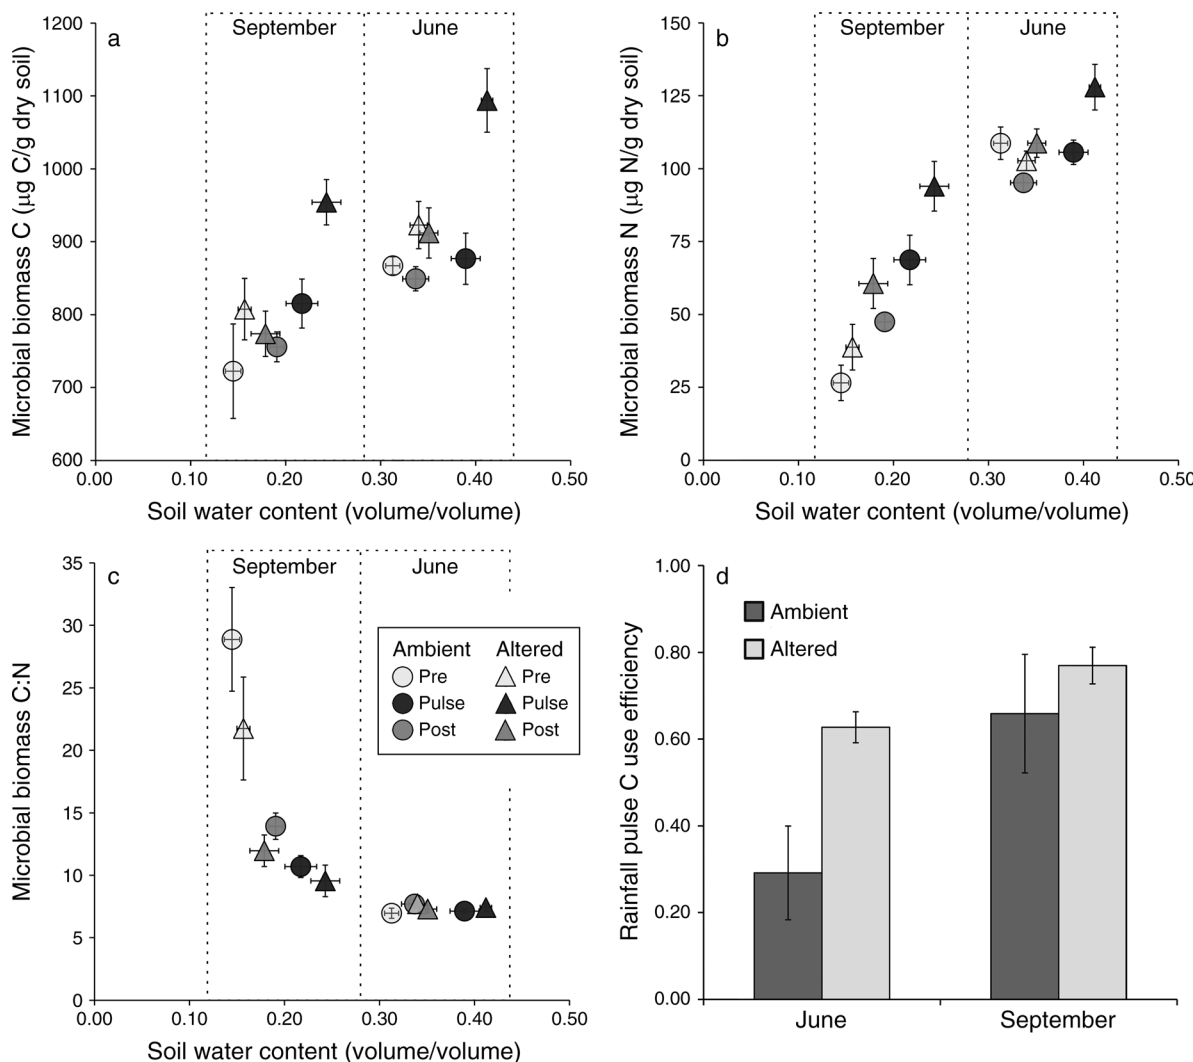 a
September
June
1200
1100
1000
900
800
700
600
0.00
0.10
0.20
0.30
0.40
0.50
Microbial biomass C (μg C/g dry soil)
Soil water content (volume/volume)
b
September
June
150
125
100
75
50
25
0
0.00
0.10
0.20
0.30
0.40
0.50
Microbial biomass N (μg N/g dry soil)
Soil water content (volume/volume)
c
September
June
35
30
25
20
15
10
5
0
0.00
0.10
0.20
0.30
0.40
0.50
Microbial biomass C:N
Soil water content (volume/volume)
Ambient Altered
Pre Pre
Pulse Pulse
Post Post
d
Ambient
Altered
1.00
0.80
0.60
0.40
0.20
0.00
Rainfall pulse C use efficiency
June
September